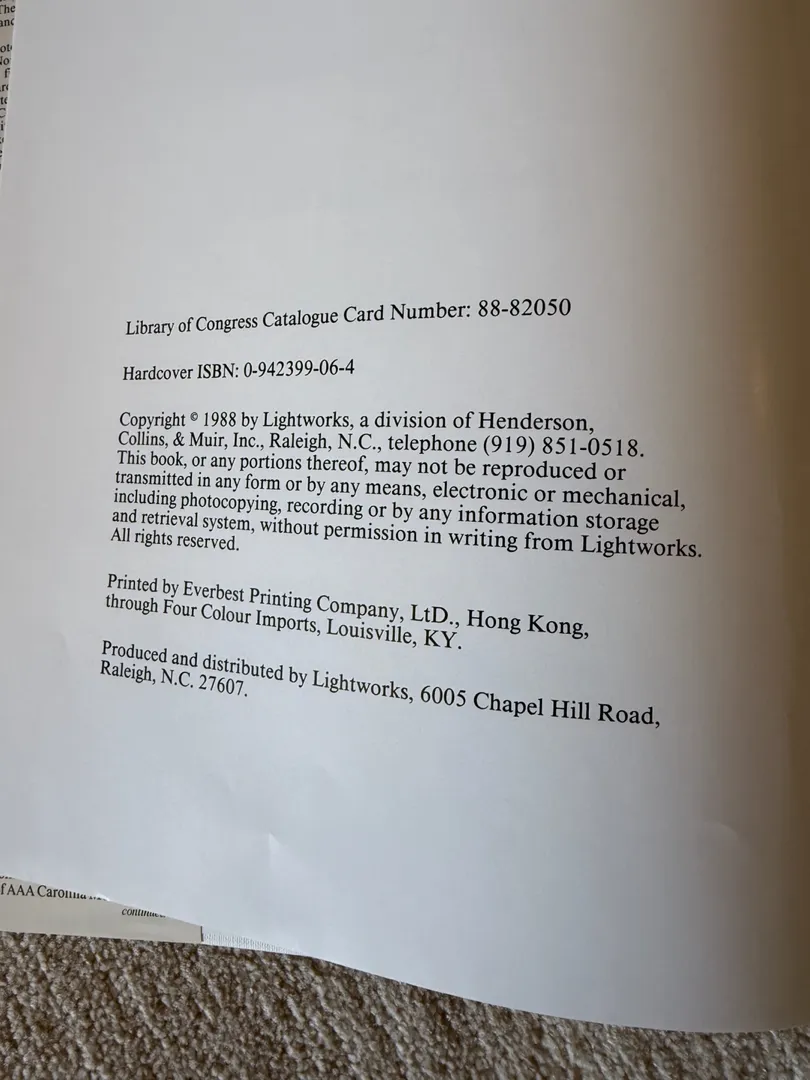 The
and
Library of Congress Catalogue Card Number: 88-82050
Hardcover ISBN: 0-942399-06-4
Copyright © 1988 by Lightworks, a division of Henderson,
Collins, & Muir, Inc., Raleigh, N.C., telephone (919) 851-0518.
This book, or any portions thereof, may not be reproduced or
transmitted in any form or by any means, electronic or mechanical,
including photocopying, recording or by any information storage
and retrieval system, without permission in writing from Lightworks.
All rights reserved.
Printed by Everbest Printing Company, LtD., Hong Kong,
through Four Colour Imports, Louisville, KY.
Produced and distributed by Lightworks, 6005 Chapel Hill Road,
Raleigh, N.C. 27607.
f AAA Carolina